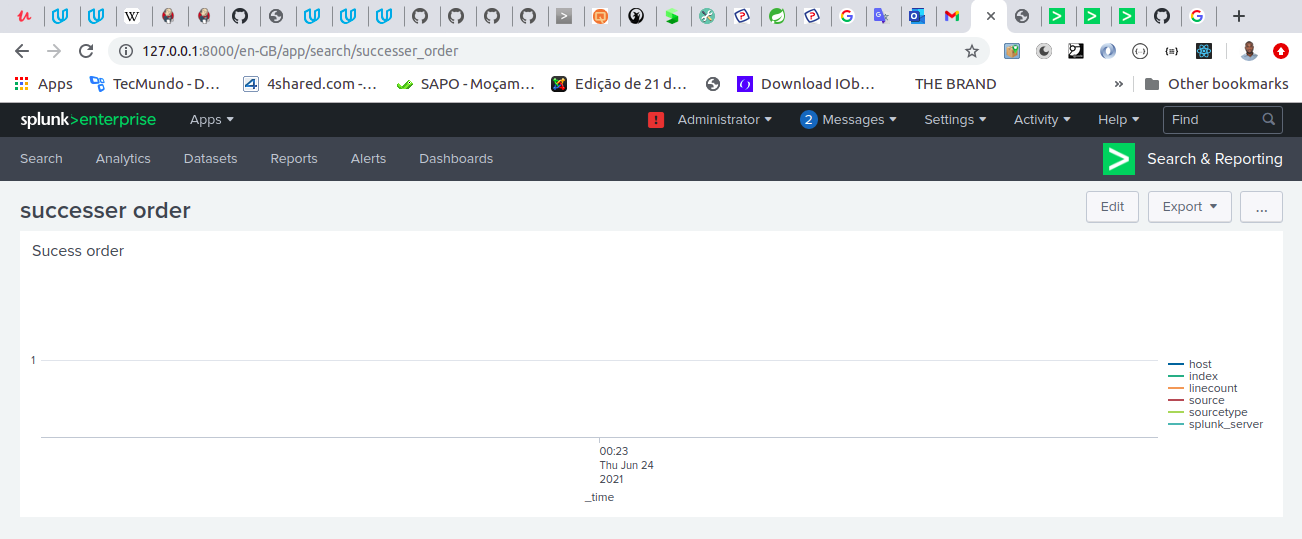 127.0.0.1:8000/en-GB/app/search/successer_order
Apps TecMundo - D... 4shared.com -... SAPO - Moçam... Edição de 21 d... Download IOb... THE BRAND » Other bookmarks
splunk>enterprise Apps ! Administrator 2 Messages Settings Activity Help Find
Search Analytics Datasets Reports Alerts Dashboards > Search & Reporting
successer order Edit Export ...
Sucess order
1
host
index
linecount
source
sourcetype
splunk_server
00:23
Thu Jun 24
2021
_time